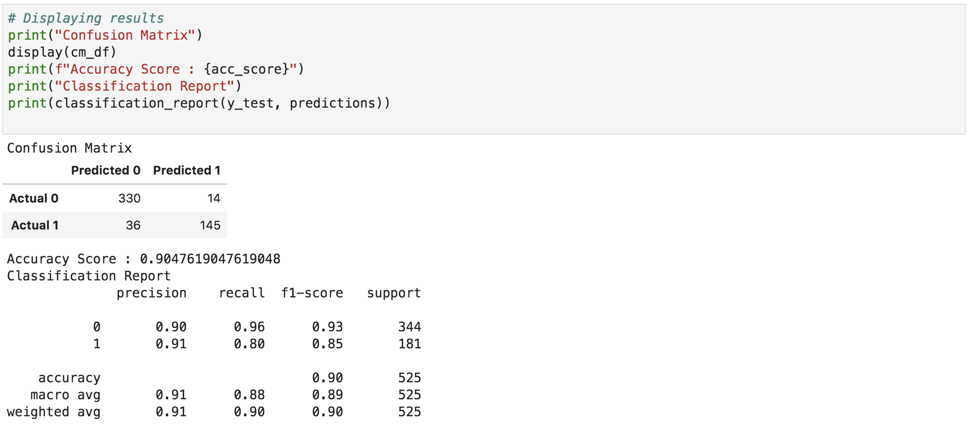 # Displaying results
print("Confusion Matrix")
display(cm_df)
print(f"Accuracy Score : {acc_score}")
print("Classification Report")
print(classification_report(y_test, predictions))
Confusion Matrix
Predicted 0 Predicted 1
Actual 0 330 14
Actual 1 36 145
Accuracy Score : 0.9047619047619048
Classification Report
precision recall f1-score support
0 0.90 0.96 0.93 344
1 0.91 0.80 0.85 181
accuracy 0.90 525
macro avg 0.91 0.88 0.89 525
weighted avg 0.91 0.90 0.90 525